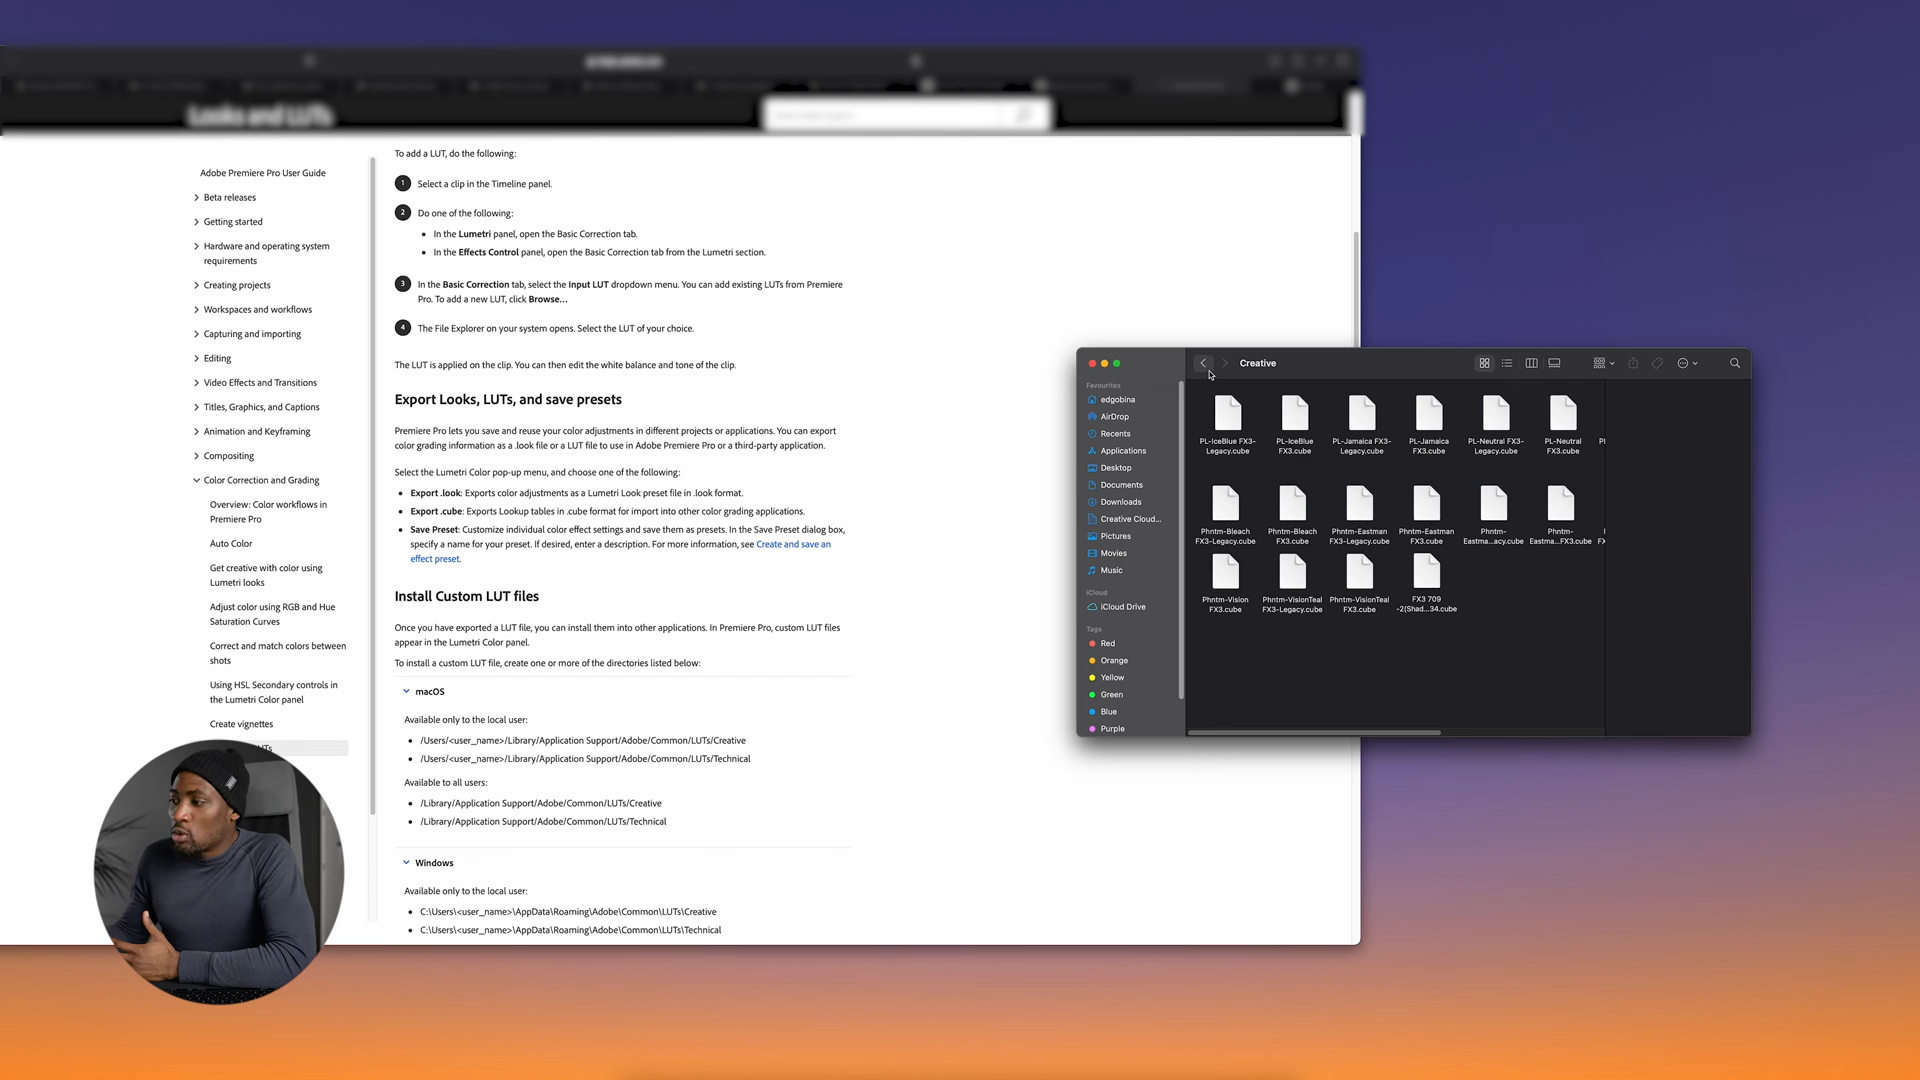 Looks and LUTs
Adobe Premiere Pro User Guide
Beta releases
Getting started
Hardware and operating system
requirements
Creating projects
Workspaces and workflows
Capturing and importing
Editing
Video Effects and Transitions
Titles, Graphics, and Captions
Animation and Keyframing
Compositing
Color Correction and Grading
Overview: Color workflows in
Premiere Pro
Auto Color
Get creative with color using
Lumetri looks
Adjust color using RGB and Hue
Saturation Curves
Correct and match colors between
shots
Using HSL Secondary controls in
the Lumetri Color panel
Create vignettes
To add a LUT, do the following:
1 Select a clip in the Timeline panel.
2 Do one of the following:
In the Lumetri panel, open the Basic Correction tab.
In the Effects Control panel, open the Basic Correction tab from the Lumetri section.
3 In the Basic Correction tab, select the Input LUT dropdown menu. You can add existing LUTs from Premiere
Pro. To add a new LUT, click Browse...
4 The File Explorer on your system opens. Select the LUT of your choice.
The LUT is applied on the clip. You can then edit the white balance and tone of the clip.
Export Looks, LUTs, and save presets
Premiere Pro lets you save and reuse your color adjustments in different projects or applications. You can export
color grading information as a .look file or a LUT file to use in Adobe Premiere Pro or a third-party application.
Select the Lumetri Color pop-up menu, and choose one of the following:
Export .look: Exports color adjustments as a Lumetri Look preset file in .look format.
Export .cube: Exports Lookup tables in .cube format for import into other color grading applications.
Save Preset: Customize individual color effect settings and save them as presets. In the Save Preset dialog box,
specify a name for your preset. If desired, enter a description. For more information, see Create and save an
effect preset.
Install Custom LUT files
Once you have exported a LUT file, you can install them into other applications. In Premiere Pro, custom LUT files
appear in the Lumetri Color panel.
To install a custom LUT file, create one or more of the directories listed below:
macOS
Available only to the local user:
/Users/<user_name>/Library/Application Support/Adobe/Common/LUTs/Creative
/Users/<user_name>/Library/Application Support/Adobe/Common/LUTs/Technical
Available to all users:
/Library/Application Support/Adobe/Common/LUTs/Creative
/Library/Application Support/Adobe/Common/LUTs/Technical
Windows
Available only to the local user:
C:\Users\<user_name>\AppData\Roaming\Adobe\Common\LUTs\Creative
C:\Users\<user_name>\AppData\Roaming\Adobe\Common\LUTs\Technical
Creative
Favourites
edgobina
AirDrop
Recents
Applications
Desktop
Documents
Downloads
Creative Cloud...
Pictures
Movies
Music
iCloud
iCloud Drive
Tags
Red
Orange
Yellow
Green
Blue
Purple
PL-IceBlue FX3-
Legacy.cube
PL-IceBlue
FX3.cube
PL-Jamaica FX3-
Legacy.cube
PL-Jamaica
FX3.cube
PL-Neutral FX3-
Legacy.cube
PL-Neutral
FX3.cube
Phntm-Bleach
FX3-Legacy.cube
Phntm-Bleach
FX3.cube
Phntm-Eastman
FX3-Legacy.cube
Phntm-Eastman
FX3.cube
Phntm-
Eastma...acy.cube
Phntm-
Eastma...FX3.cube
Phntm-Vision
FX3.cube
Phntm-VisionTeal
FX3-Legacy.cube
Phntm-VisionTeal
FX3.cube
FX3 709
-2(Shad...34.cube